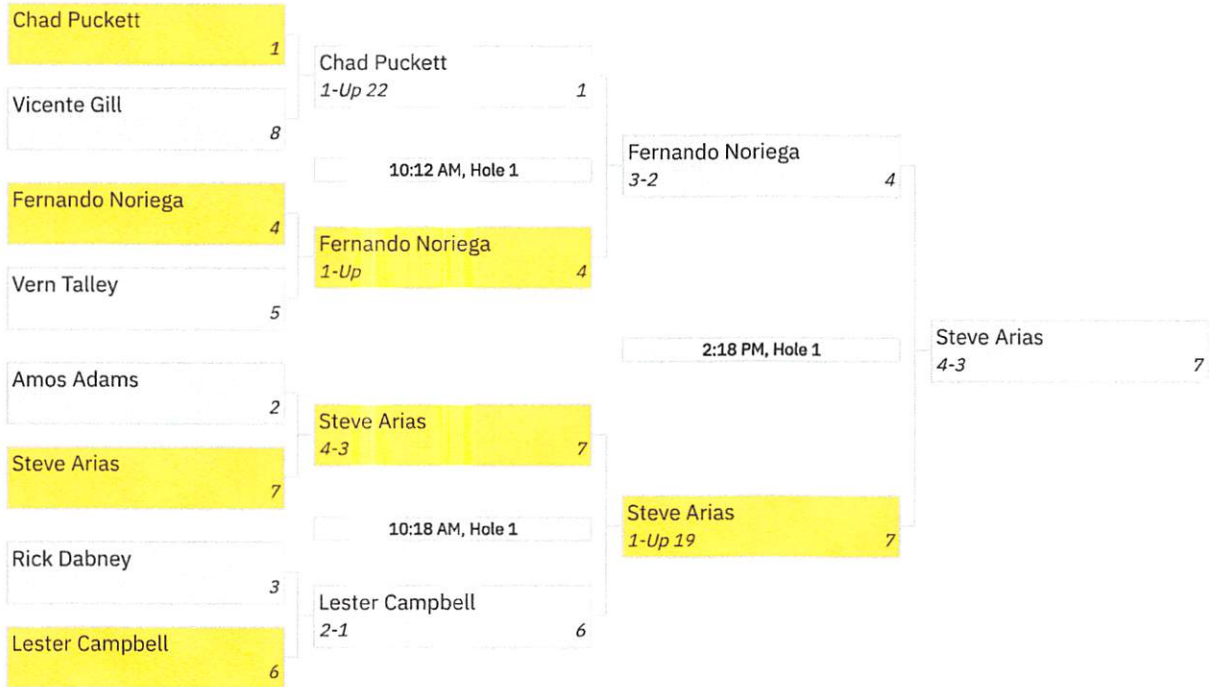 Chad Puckett
1
Vicente Gill
8
Fernando Noriega
4
Vern Talley
5
Amos Adams
2
Steve Arias
7
Rick Dabney
3
Lester Campbell
6
Chad Puckett
1-Up 22 1
10:12 AM, Hole 1
Fernando Noriega
1-Up 4
Steve Arias
4-3 7
10:18 AM, Hole 1
Lester Campbell
2-1 6
Fernando Noriega
3-2 4
2:18 PM, Hole 1
Steve Arias
1-Up 19 7
Steve Arias
4-3 7